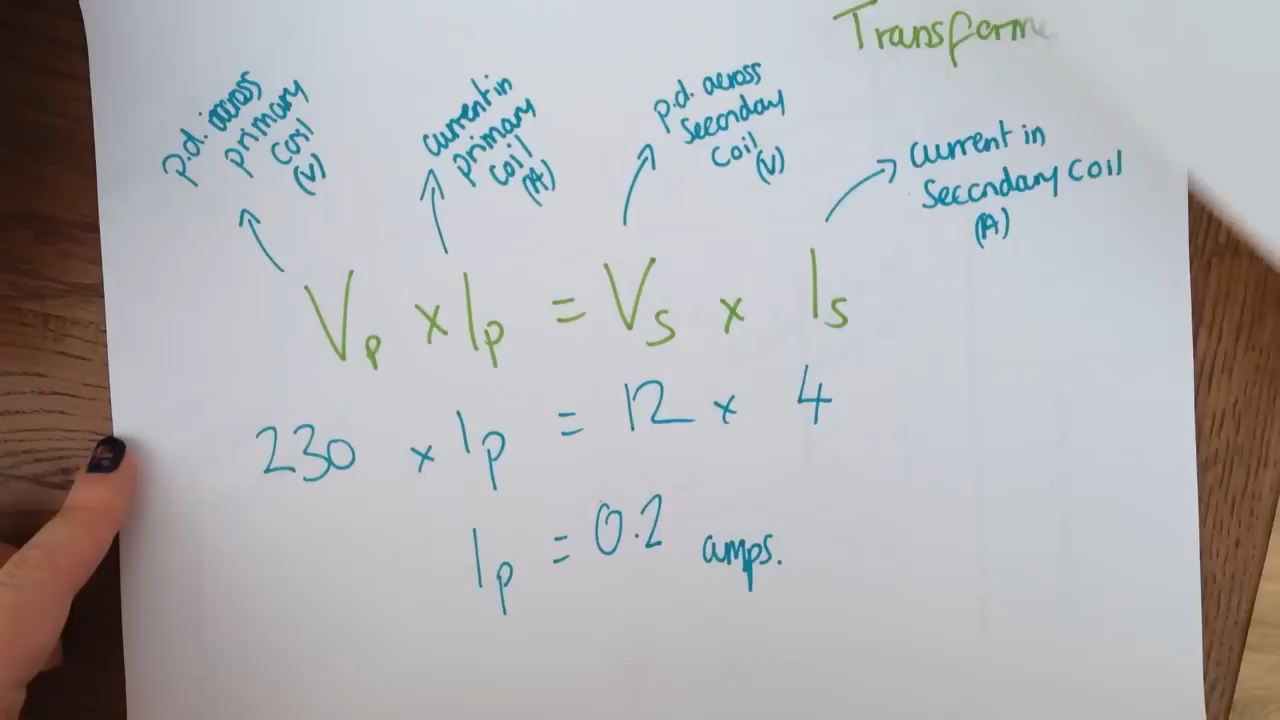 Transforme
p.d. across
primary
coil
(V)
current in
primary
coil
(A)
p.d. across
Secondary
Coil
(V)
current in
Secondary Coil
(A)
Vp × Ip = Vs × Is
230 × Ip = 12 × 4
Ip = 0.2 amps.